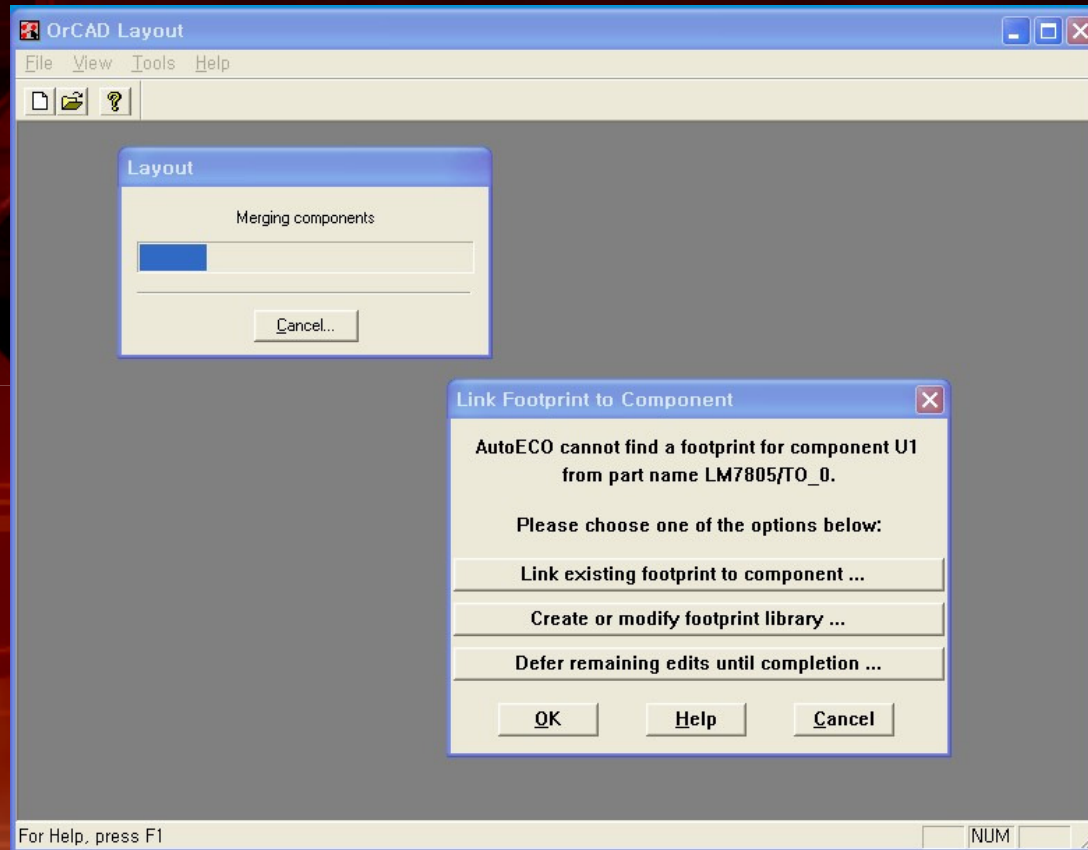 OrCAD Layout
File View Tools Help
Layout
Merging components
Cancel...
Link Footprint to Component
AutoECO cannot find a footprint for component U1
from part name LM7805/TO_0.
Please choose one of the options below:
Link existing footprint to component ...
Create or modify footprint library ...
Defer remaining edits until completion ...
OK Help Cancel
For Help, press F1 NUM